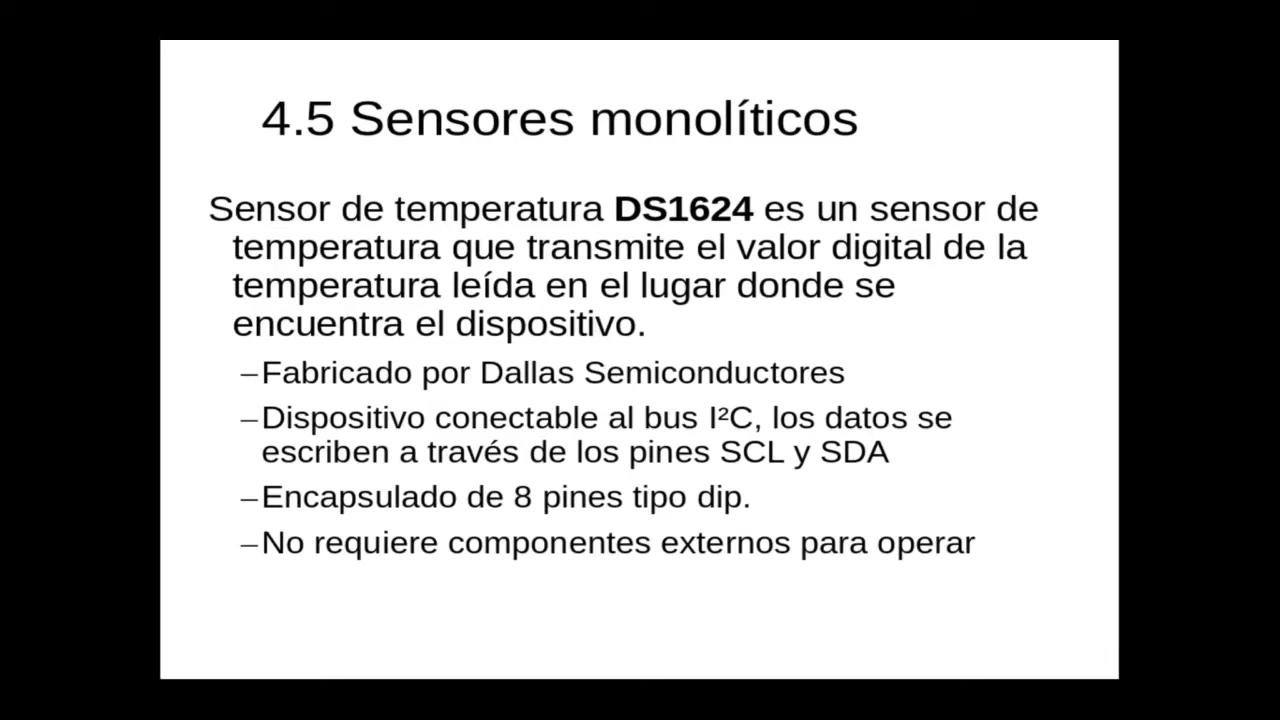 4.5 Sensores monolíticos
Sensor de temperatura DS1624 es un sensor de
temperatura que transmite el valor digital de la
temperatura leída en el lugar donde se
encuentra el dispositivo.
–Fabricado por Dallas Semiconductores
–Dispositivo conectable al bus I²C, los datos se
escriben a través de los pines SCL y SDA
–Encapsulado de 8 pines tipo dip.
–No requiere componentes externos para operar